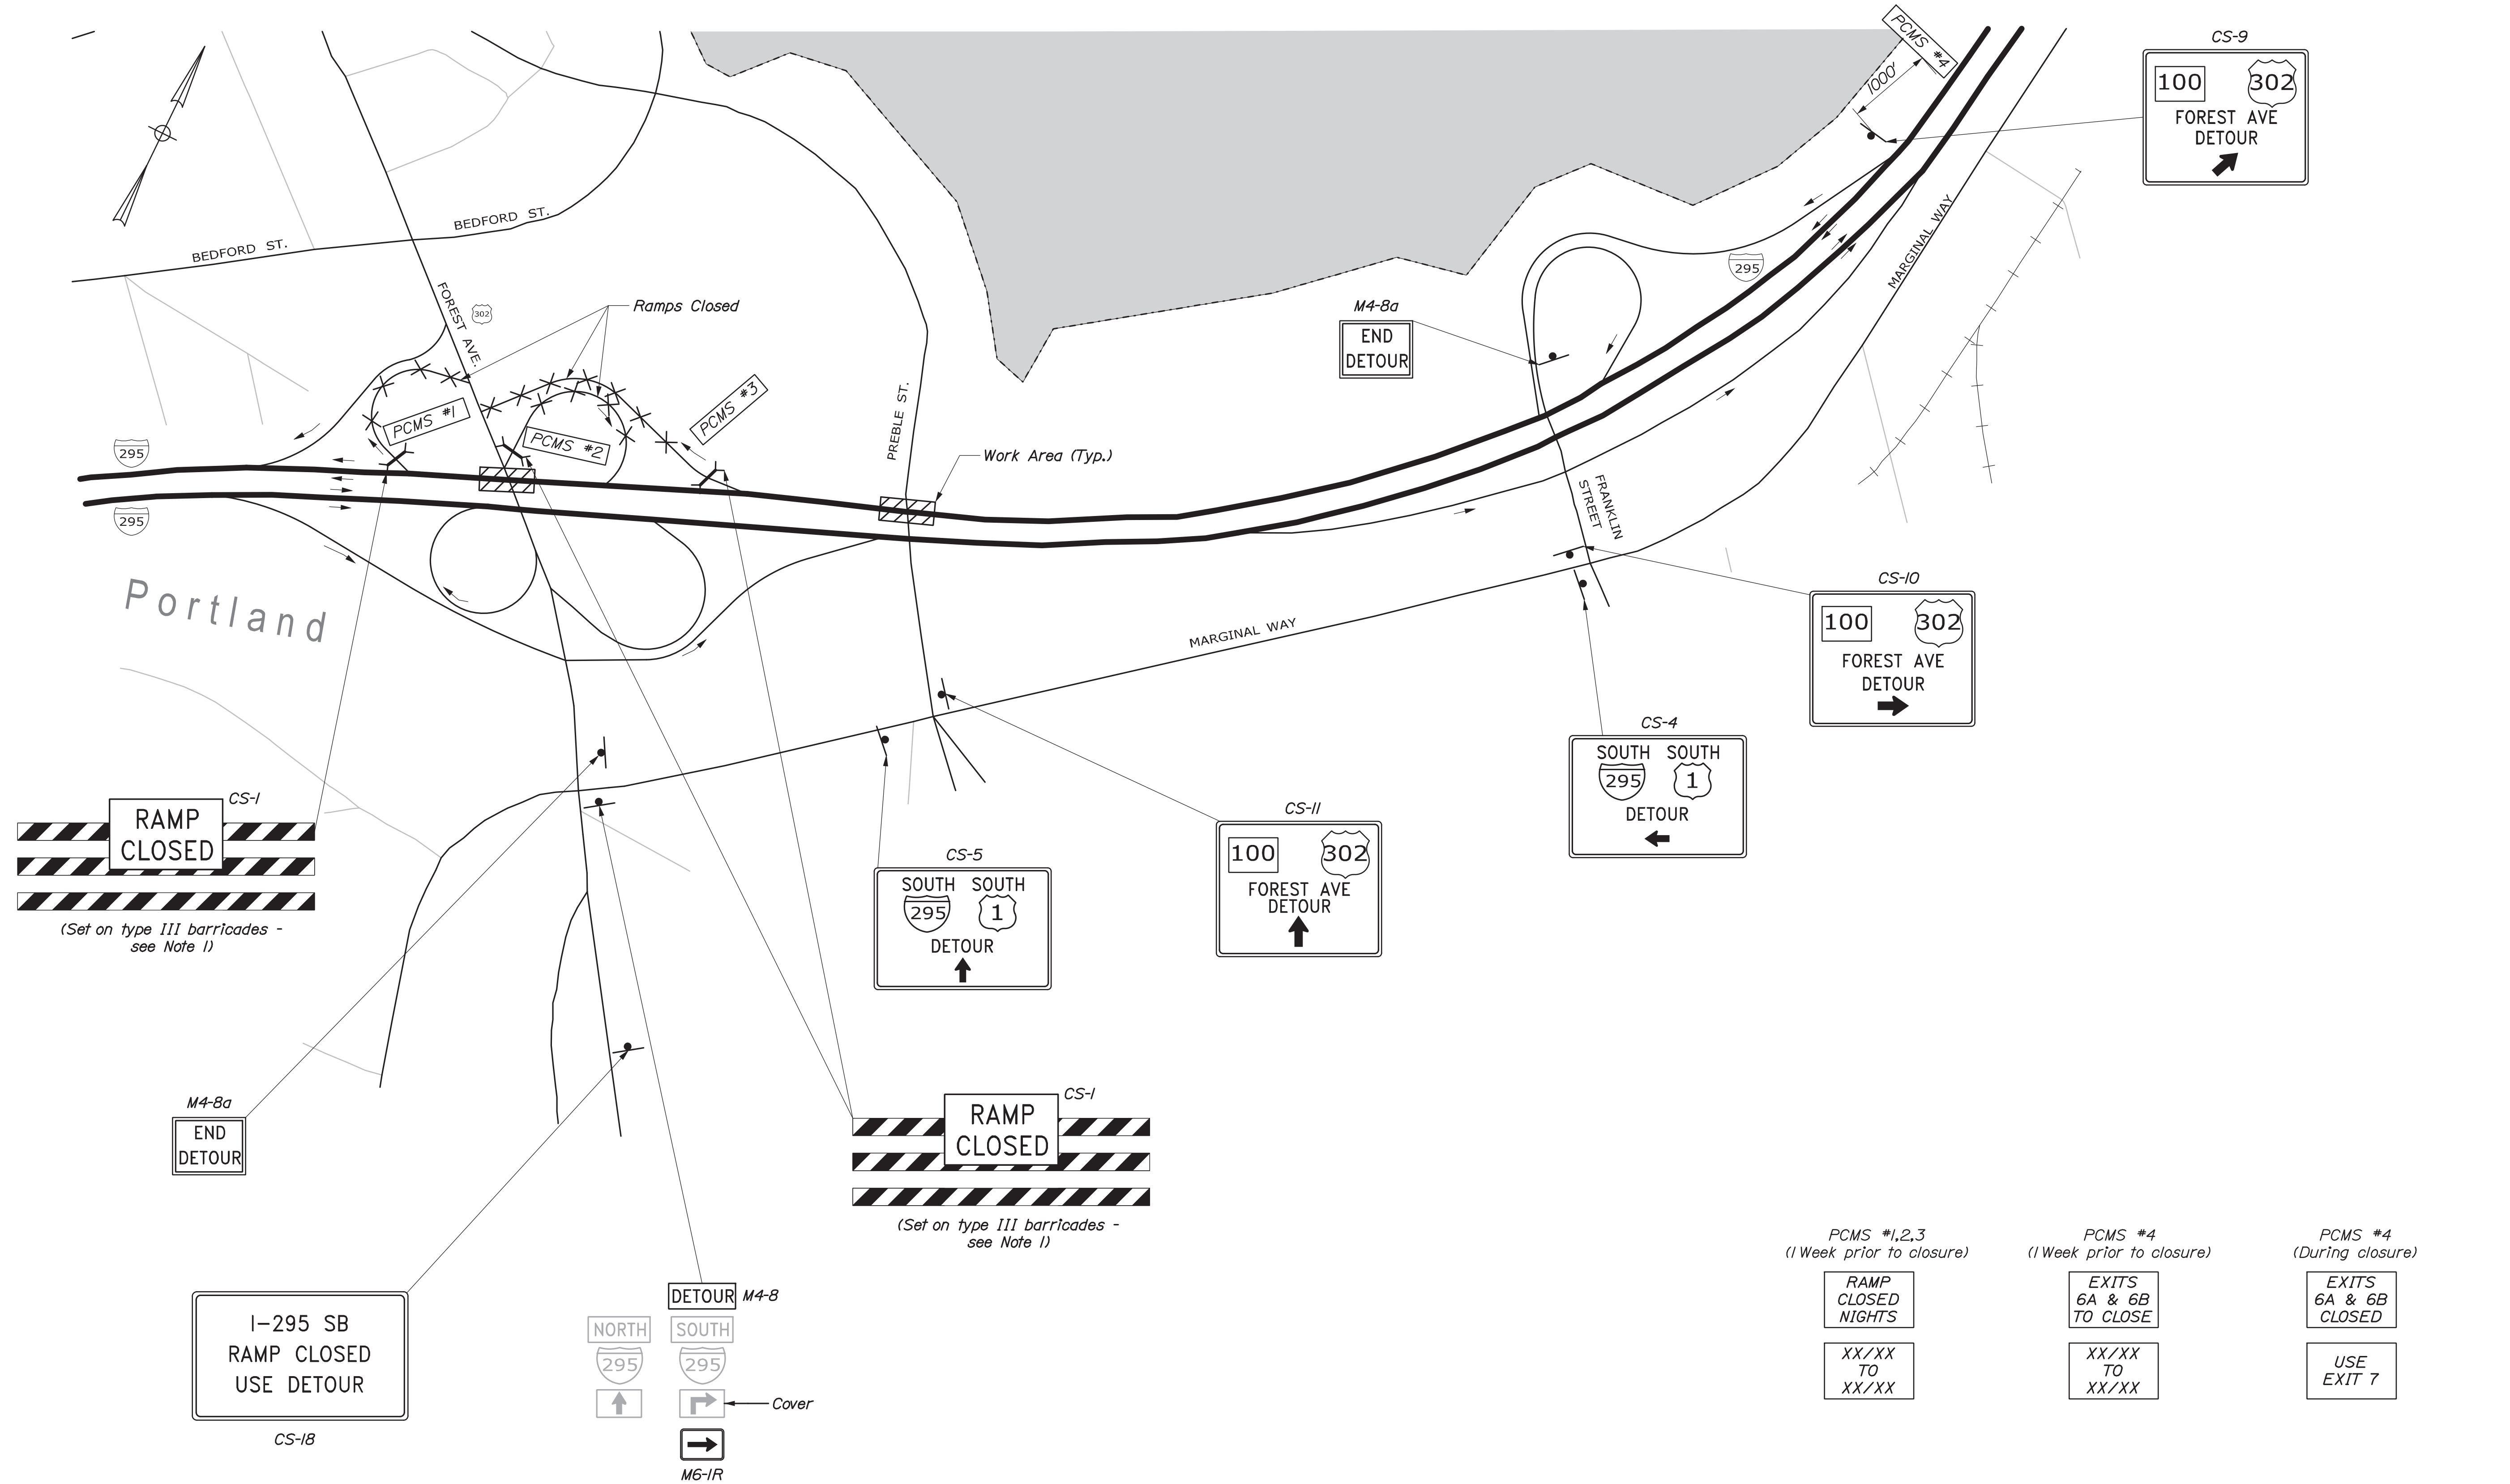 PCMS #4
1000'
CS-9
100 302
FOREST AVE
DETOUR
BEDFORD ST.
BEDFORD ST.
FOREST AVE.
302
Ramps Closed
PCMS #1
PCMS #2
PCMS #3
PREBLE ST.
Work Area (Typ.)
M4-8a
END
DETOUR
295
MARGINAL WAY
295
295
Portland
FRANKLIN
STREET
MARGINAL WAY
CS-10
100 302
FOREST AVE
DETOUR
CS-4
SOUTH SOUTH
295 1
DETOUR
CS-11
100 302
FOREST AVE
DETOUR
CS-5
SOUTH SOUTH
295 1
DETOUR
CS-1
RAMP
CLOSED
(Set on type III barricades -
see Note 1)
M4-8a
END
DETOUR
CS-1
RAMP
CLOSED
(Set on type III barricades -
see Note 1)
I-295 SB
RAMP CLOSED
USE DETOUR
CS-18
DETOUR M4-8
NORTH SOUTH
295 295
Cover
M6-1R
PCMS #1,2,3
(1 Week prior to closure)
RAMP
CLOSED
NIGHTS
XX/XX
TO
XX/XX
PCMS #4
(1 Week prior to closure)
EXITS
6A & 6B
TO CLOSE
XX/XX
TO
XX/XX
PCMS #4
(During closure)
EXITS
6A & 6B
CLOSED
USE
EXIT 7